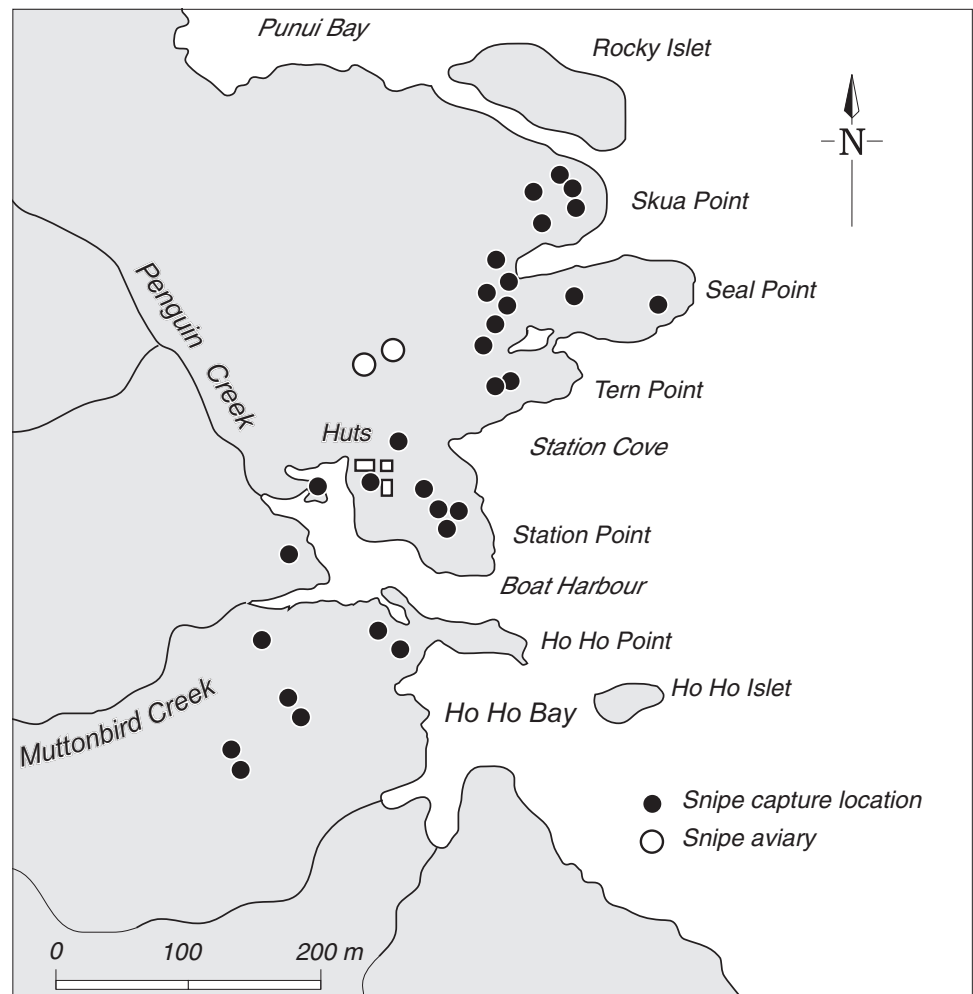 Punui Bay
Rocky Islet
N
Skua Point
Penguin Creek
Seal Point
Tern Point
Huts
Station Cove
Station Point
Boat Harbour
Ho Ho Point
Muttonbird Creek
Ho Ho Islet
Ho Ho Bay
Snipe capture location
Snipe aviary
0 100 200 m